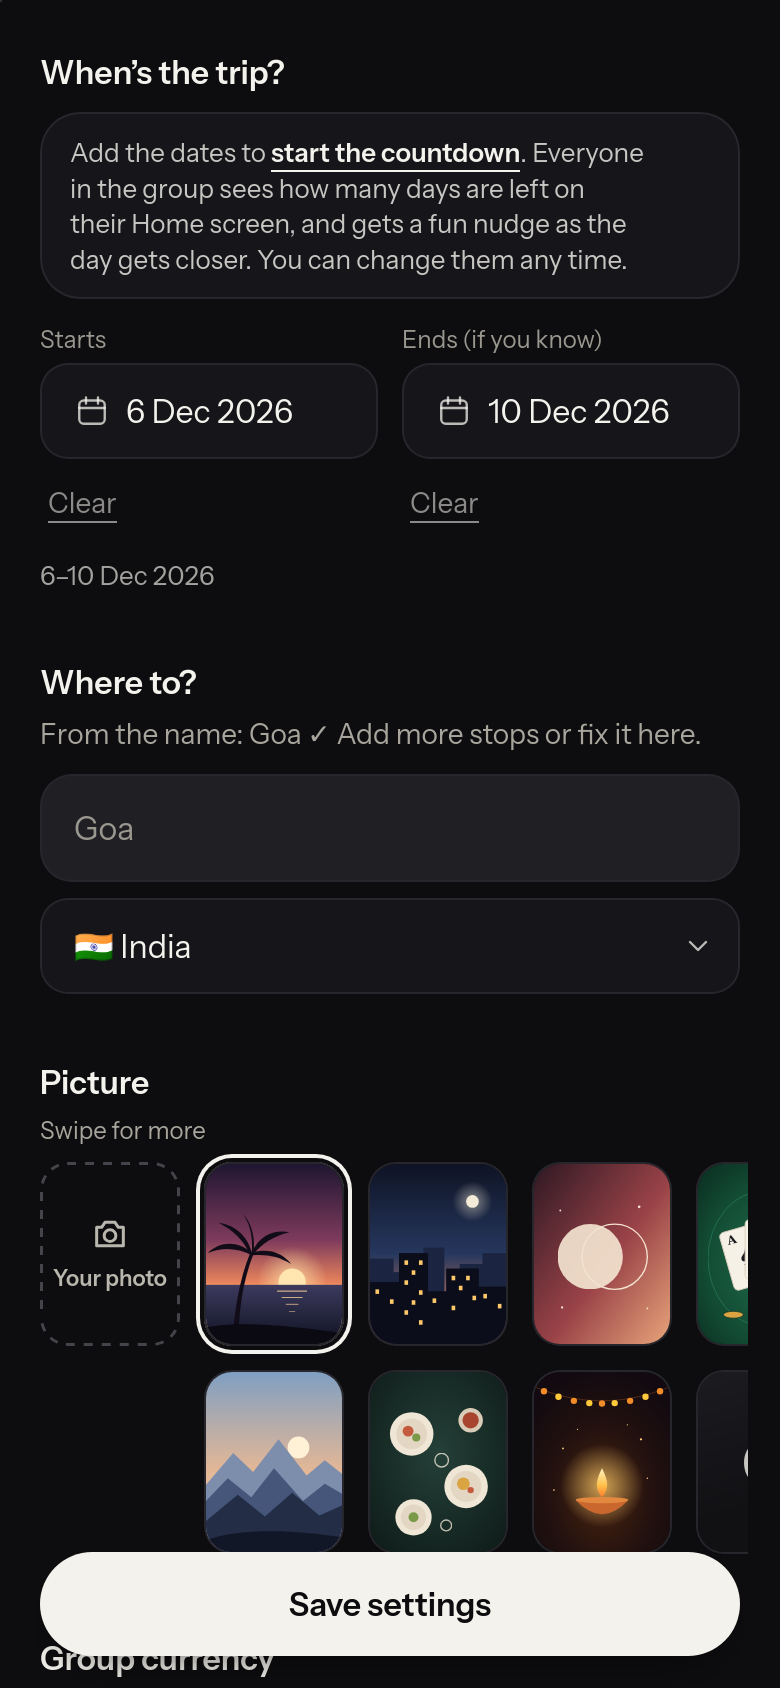 When's the trip?
Add the dates to start the countdown. Everyone
in the group sees how many days are left on
their Home screen, and gets a fun nudge as the
day gets closer. You can change them any time.
Starts
Ends (if you know)
6 Dec 2026
10 Dec 2026
Clear
Clear
6–10 Dec 2026
Where to?
From the name: Goa ✓ Add more stops or fix it here.
Goa
🇮🇳 India
Picture
Swipe for more
Your photo
A
Save settings
Group currency